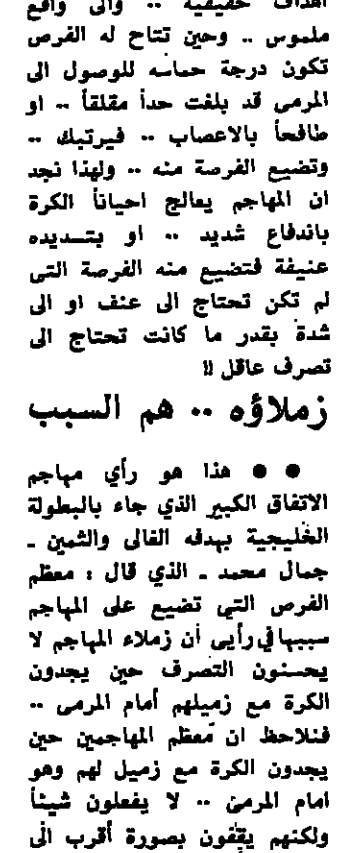 اهداف حقيقية .. والى واقع
ملموس .. وحين تتاح له الفرص
تكون درجة حماسه للوصول الى
المرمى قد بلغت حداً مقلقاً .. او
طافحاً بالاعصاب .. فيرتبك ..
وتضيع الفرصة منه .. ولهذا نجد
ان المهاجم يعالج احياناً الكرة
باندفاع شديد .. او بتسديده
عنيفة فتضيع منه الفرصة التي
لم تكن تحتاج الى عنف او الى
شدة بقدر ما كانت تحتاج الى
تصرف عاقل !!
زملاؤه .. هم السبب
● ● هذا هو رأي مهاجم
الاتفاق الكبير الذي جاء بالبطولة
الخليجية بهدفه الغالى والثمين -
جمال محمد - الذي قال : معظم
الفرص التي تضيع على المهاجم
سببها في رأيى أن زملاء المهاجم لا
يحسنون التصرف حين يجدون
الكرة مع زميلهم أمام المرمى ..
فنلاحظ ان معظم المهاجمين حين
يجدون الكرة مع زميل لهم وهو
امام المرمى .. لا يفعلون شيئاً
ولكنهم يقفون بصورة أقرب الى